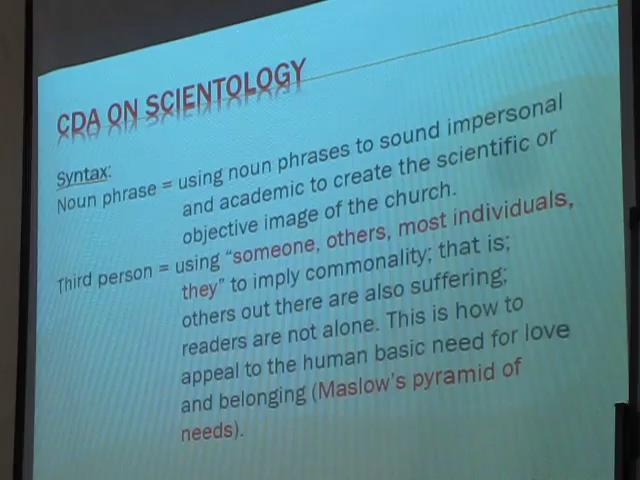 CDA ON SCIENTOLOGY
Syntax:
Noun phrase = using noun phrases to sound impersonal
and academic to create the scientific or
objective image of the church.
Third person = using "someone, others, most individuals,
they" to imply commonality; that is;
others out there are also suffering;
readers are not alone. This is how to
appeal to the human basic need for love
and belonging (Maslow's pyramid of
needs).